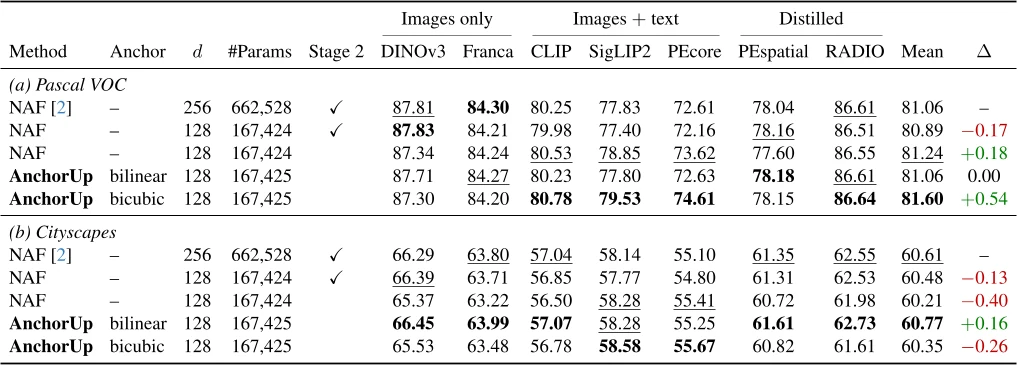 Images only Images + text Distilled
Method Anchor d #Params Stage 2 DINOv3 Franca CLIP SigLIP2 PEcore PEspatial RADIO Mean Δ
(a) Pascal VOC
NAF [2] – 256 662,528 ✓ 87.81 84.30 80.25 77.83 72.61 78.04 86.61 81.06 –
NAF – 128 167,424 ✓ 87.83 84.21 79.98 77.40 72.16 78.16 86.51 80.89 −0.17
NAF – 128 167,424 87.34 84.24 80.53 78.85 73.62 77.60 86.55 81.24 +0.18
AnchorUp bilinear 128 167,425 87.71 84.27 80.23 77.80 72.63 78.18 86.61 81.06 0.00
AnchorUp bicubic 128 167,425 87.30 84.20 80.78 79.53 74.61 78.15 86.64 81.60 +0.54
(b) Cityscapes
NAF [2] – 256 662,528 ✓ 66.29 63.80 57.04 58.14 55.10 61.35 62.55 60.61 –
NAF – 128 167,424 ✓ 66.39 63.71 56.85 57.77 54.80 61.31 62.53 60.48 −0.13
NAF – 128 167,424 65.37 63.22 56.50 58.28 55.41 60.72 61.98 60.21 −0.40
AnchorUp bilinear 128 167,425 66.45 63.99 57.07 58.28 55.25 61.61 62.73 60.77 +0.16
AnchorUp bicubic 128 167,425 65.53 63.48 56.78 58.58 55.67 60.82 61.61 60.35 −0.26